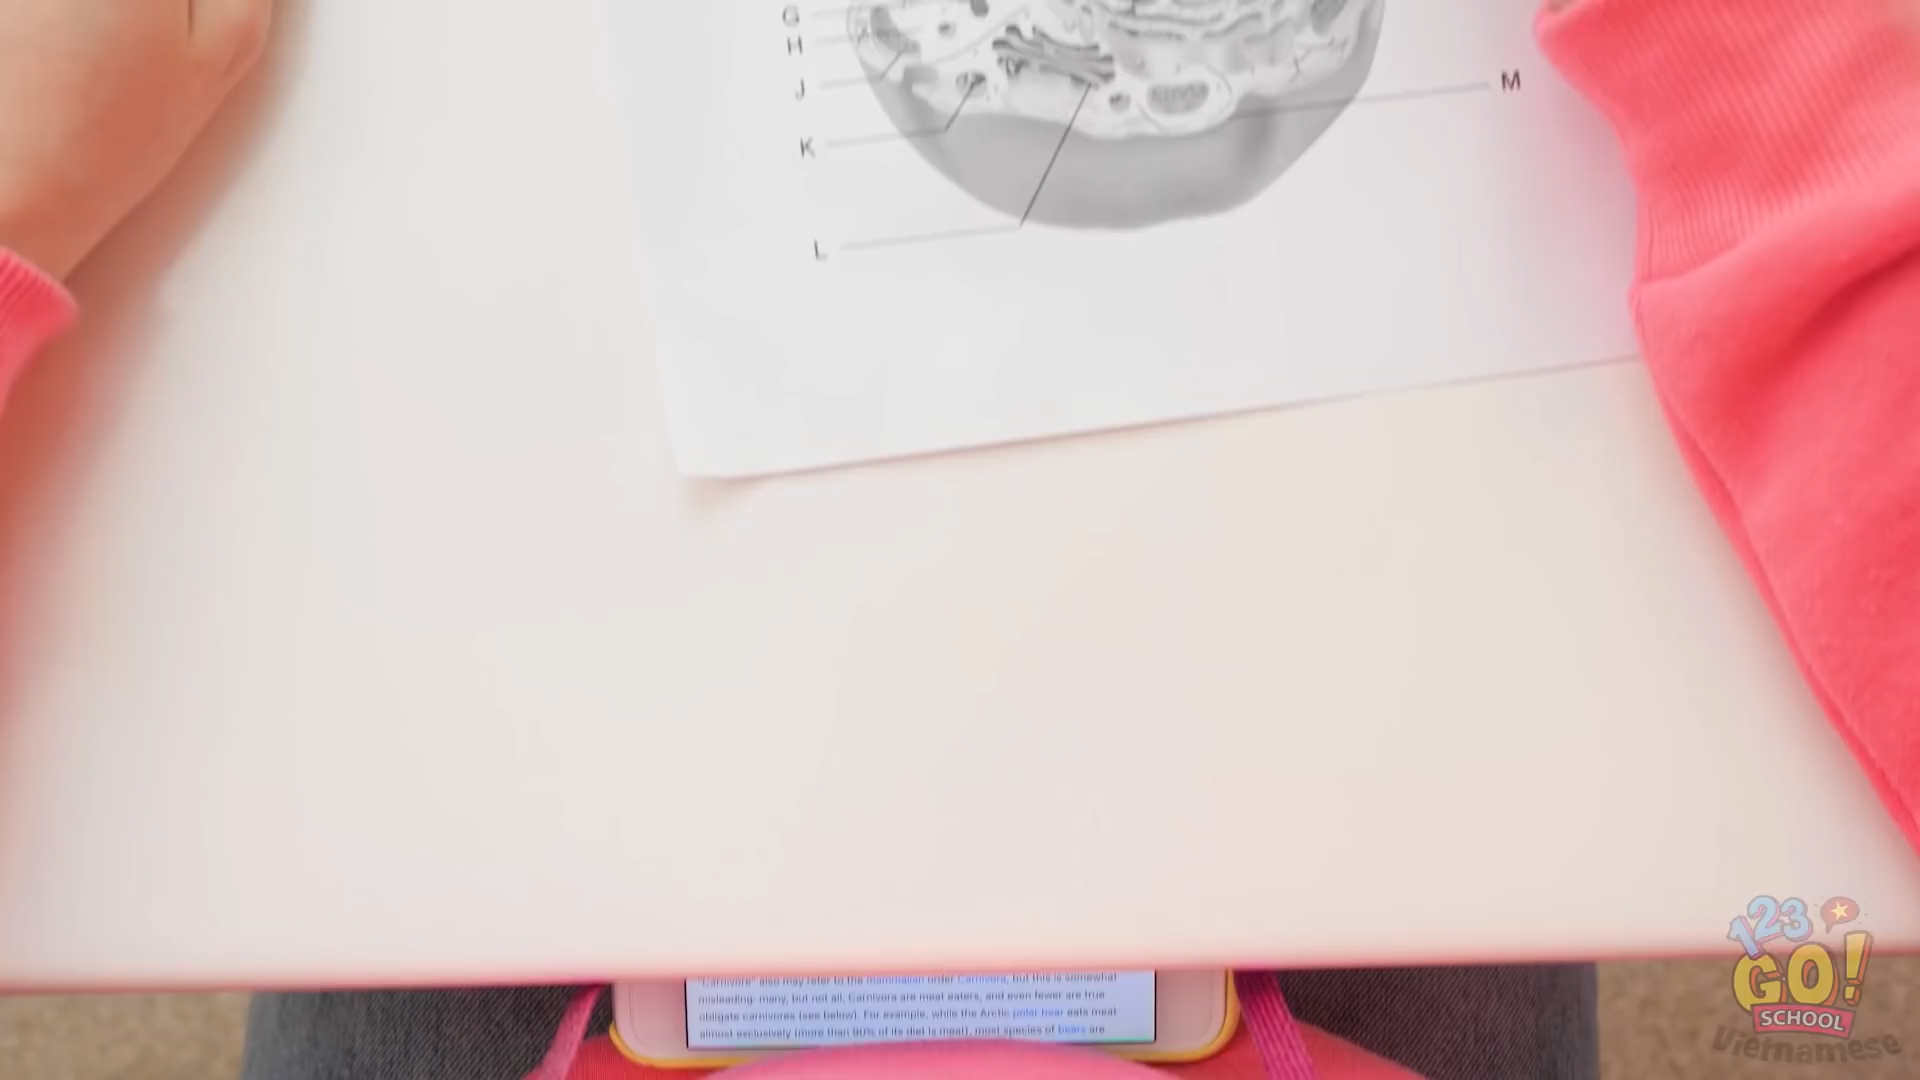 G
H
J
K
L
M
"Carnivore" also may refer to the mammalian order Carnivora, but this is somewhat
misleading: many, but not all, Carnivora are meat eaters, and even fewer are true
obligate carnivores (see below). For example, while the Arctic polar bear eats meat
almost exclusively (more than 90% of its diet is meat), most species of bears are
123
GO!
SCHOOL
Vietnamese